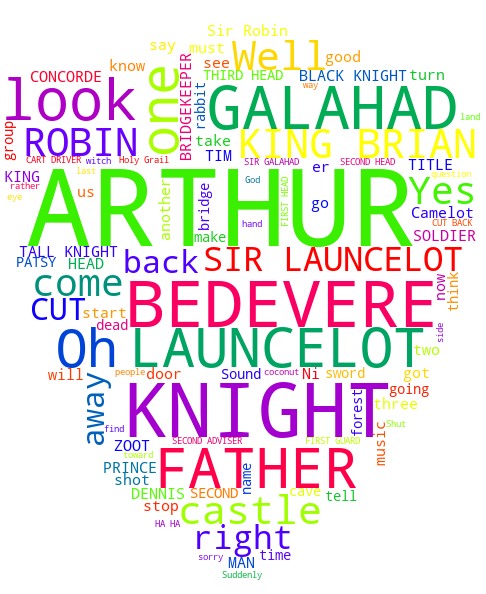 Sir Robin
say must Well good
know see
CONCORDE THIRD HEAD BLACK KNIGHT turn
look one BRIDGEKEEPER rabbit way
GALAHAD land
group ROBIN take KING BRIAN
CART DRIVER witch Holy Grail TIM SIR GALAHAD SECOND HEAD er TITLE
KING last question
rather us another God FIRST HEAD Yes
eye ARTHUR
bridge go Camelot
hand CUT BACK
TALL KNIGHT make SOLDIER
PATSY HEAD back SIR LAUNCELOT
come now think
CUT start BEDEVERE
dead
Oh LAUNCELOT two side
will people door Sound coconut Ni sword got
away KNIGHT forest going
three
find music Shut
ZOOT SECOND ADVISER FIRST GUARD
toward FATHER
PRINCE
shot name
DENNIS SECOND cave tell
stop castle
HA HA
right
sorry time
MAN
Suddenly